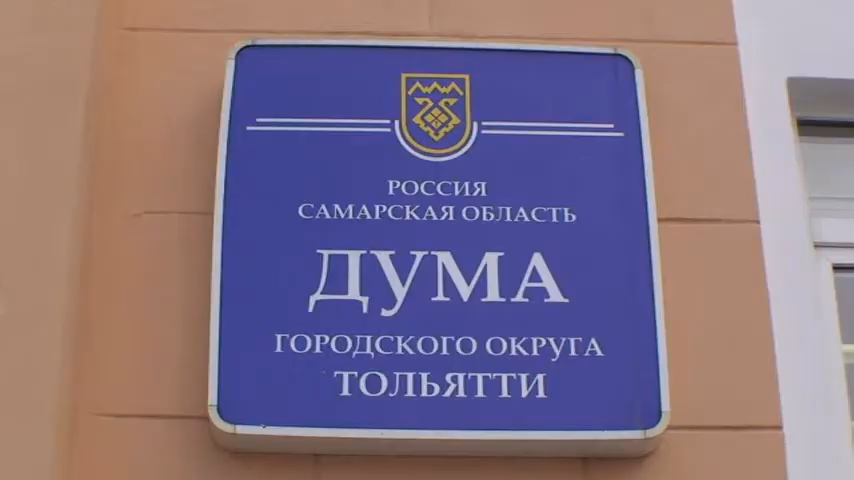 РОССИЯ
САМАРСКАЯ ОБЛАСТЬ
ДУМА
ГОРОДСКОГО ОКРУГА
ТОЛЬЯТТИ